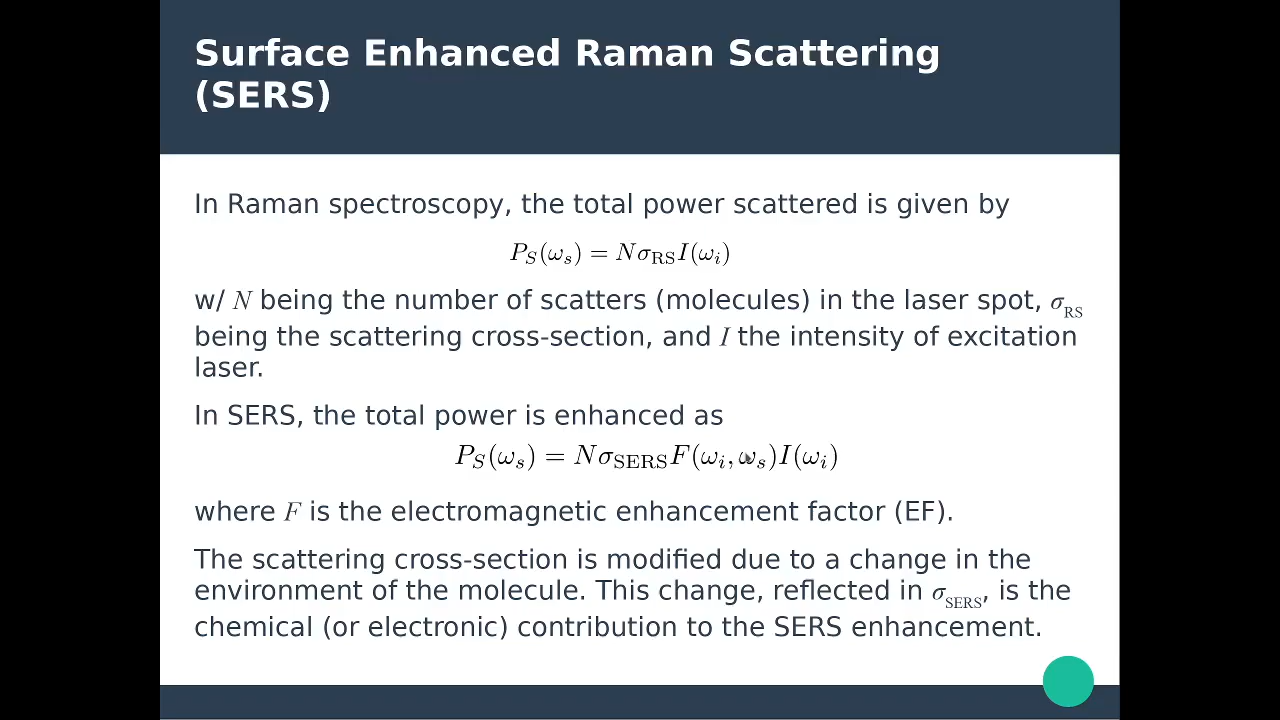 Surface Enhanced Raman Scattering
(SERS)
In Raman spectroscopy, the total power scattered is given by
P_S(ω_s) = Nσ_RS I(ω_i)
w/ N being the number of scatters (molecules) in the laser spot, σ_RS
being the scattering cross-section, and I the intensity of excitation
laser.
In SERS, the total power is enhanced as
P_S(ω_s) = Nσ_SERS F(ω_i, ω_s)I(ω_i)
where F is the electromagnetic enhancement factor (EF).
The scattering cross-section is modified due to a change in the
environment of the molecule. This change, reflected in σ_SERS, is the
chemical (or electronic) contribution to the SERS enhancement.